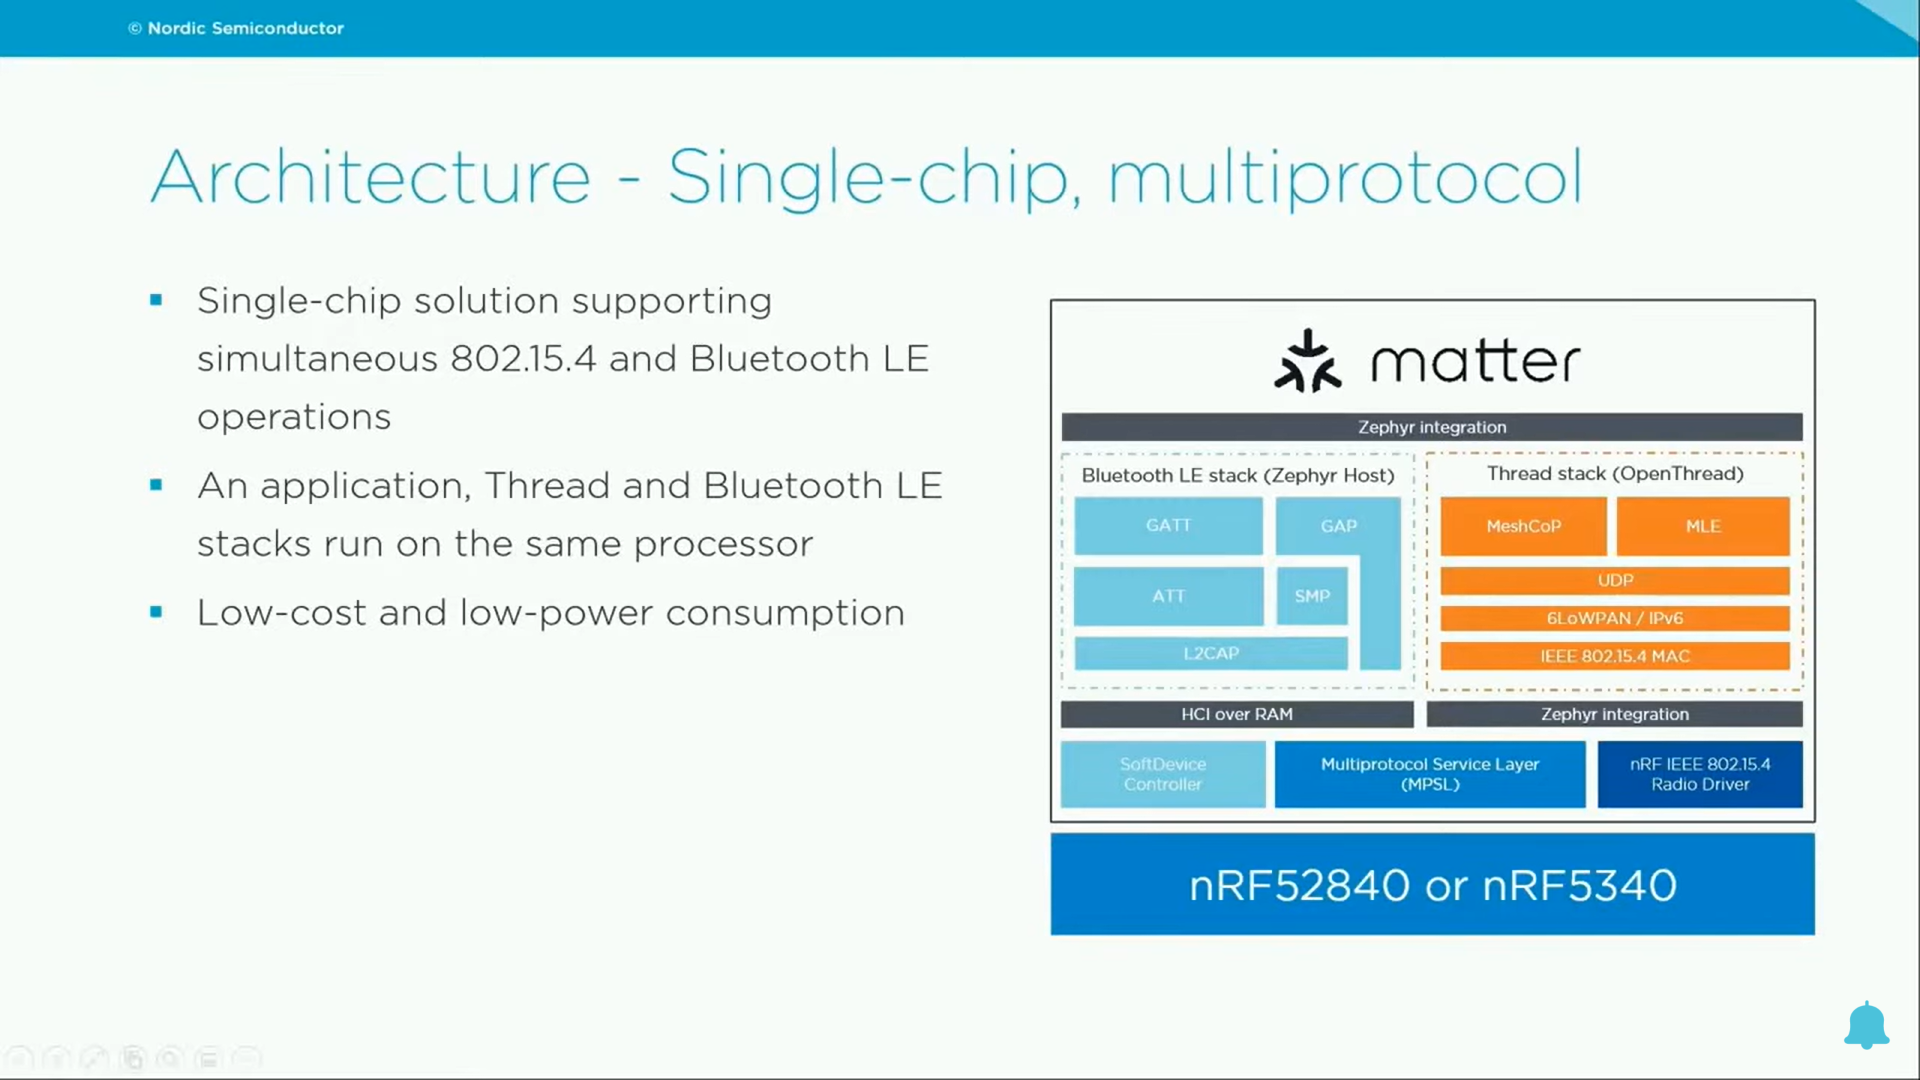 © Nordic Semiconductor
Architecture - Single-chip, multiprotocol
Single-chip solution supporting
simultaneous 802.15.4 and Bluetooth LE
operations
An application, Thread and Bluetooth LE
stacks run on the same processor
Low-cost and low-power consumption
matter
Zephyr integration
Bluetooth LE stack (Zephyr Host)
GATT
GAP
ATT
SMP
L2CAP
Thread stack (OpenThread)
MeshCoP
MLE
UDP
6LoWPAN / IPv6
IEEE 802.15.4 MAC
HCI over RAM
Zephyr integration
SoftDevice
Controller
Multiprotocol Service Layer
(MPSL)
nRF IEEE 802.15.4
Radio Driver
nRF52840 or nRF5340